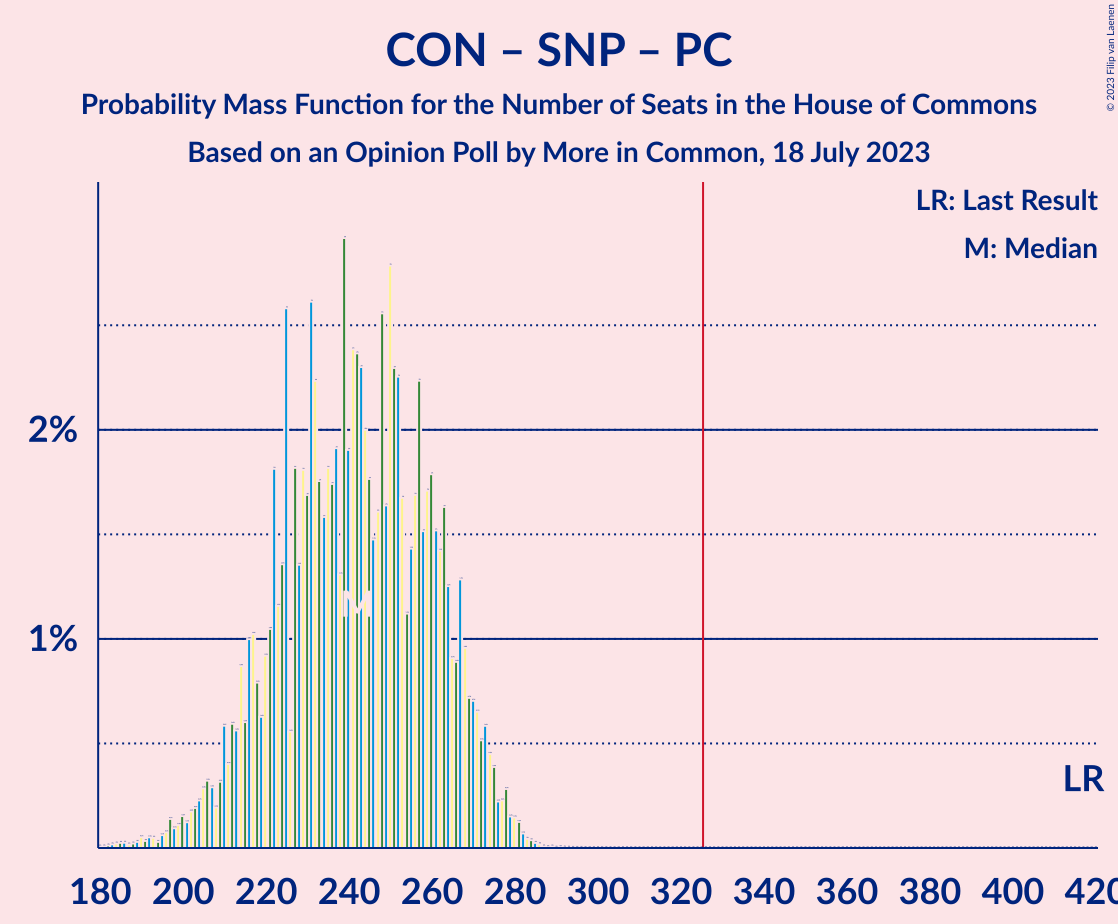 CON – SNP – PC
Probability Mass Function for the Number of Seats in the House of Commons
Based on an Opinion Poll by More in Common, 18 July 2023
© 2023 Filip van Laenen
LR: Last Result
M: Median
2%
1%
M
LR
180 200 220 240 260 280 300 320 340 360 380 400 420